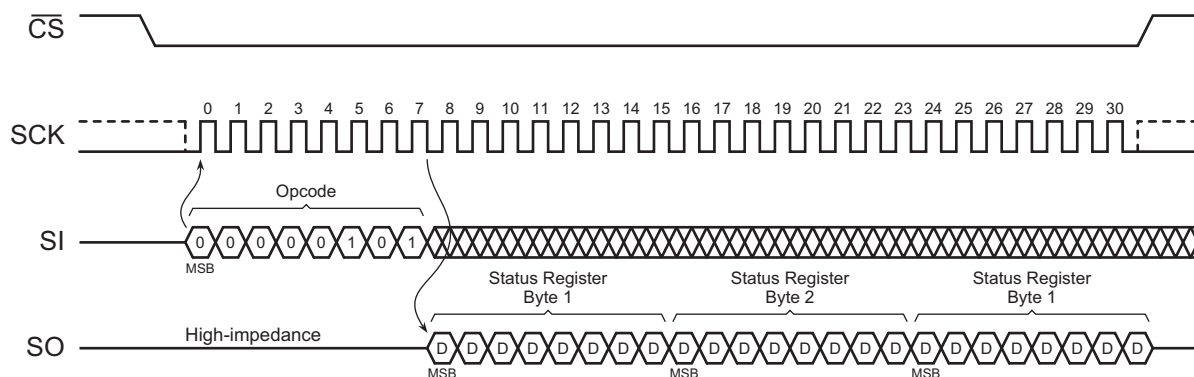 CS
0 1 2 3 4 5 6 7 8 9 10 11 12 13 14 15 16 17 18 19 20 21 22 23 24 25 26 27 28 29 30
SCK
Opcode
SI 0 0 0 0 0 1 0 1
MSB
Status Register Byte 1
Status Register Byte 2
Status Register Byte 1
High-impedance
SO D D D D D D D D D D D D D D D D D D D D D D D D
MSB MSB MSB